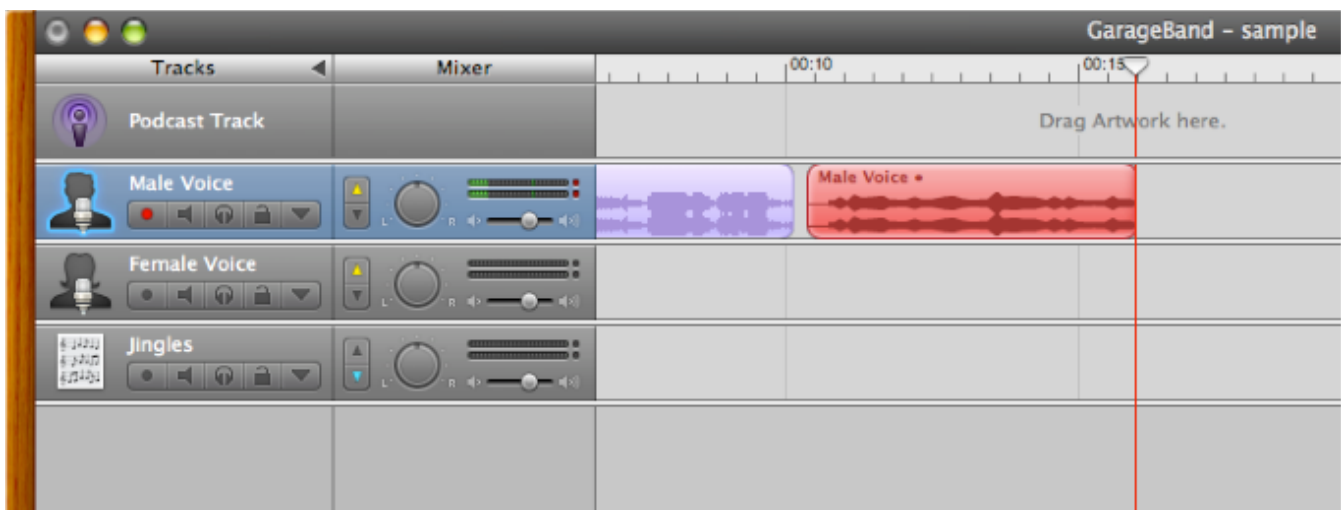 GarageBand – sample
Tracks Mixer 00:10 00:15
Podcast Track Drag Artwork here.
Male Voice Male Voice •
L R
Female Voice
L R
Jingles
L R